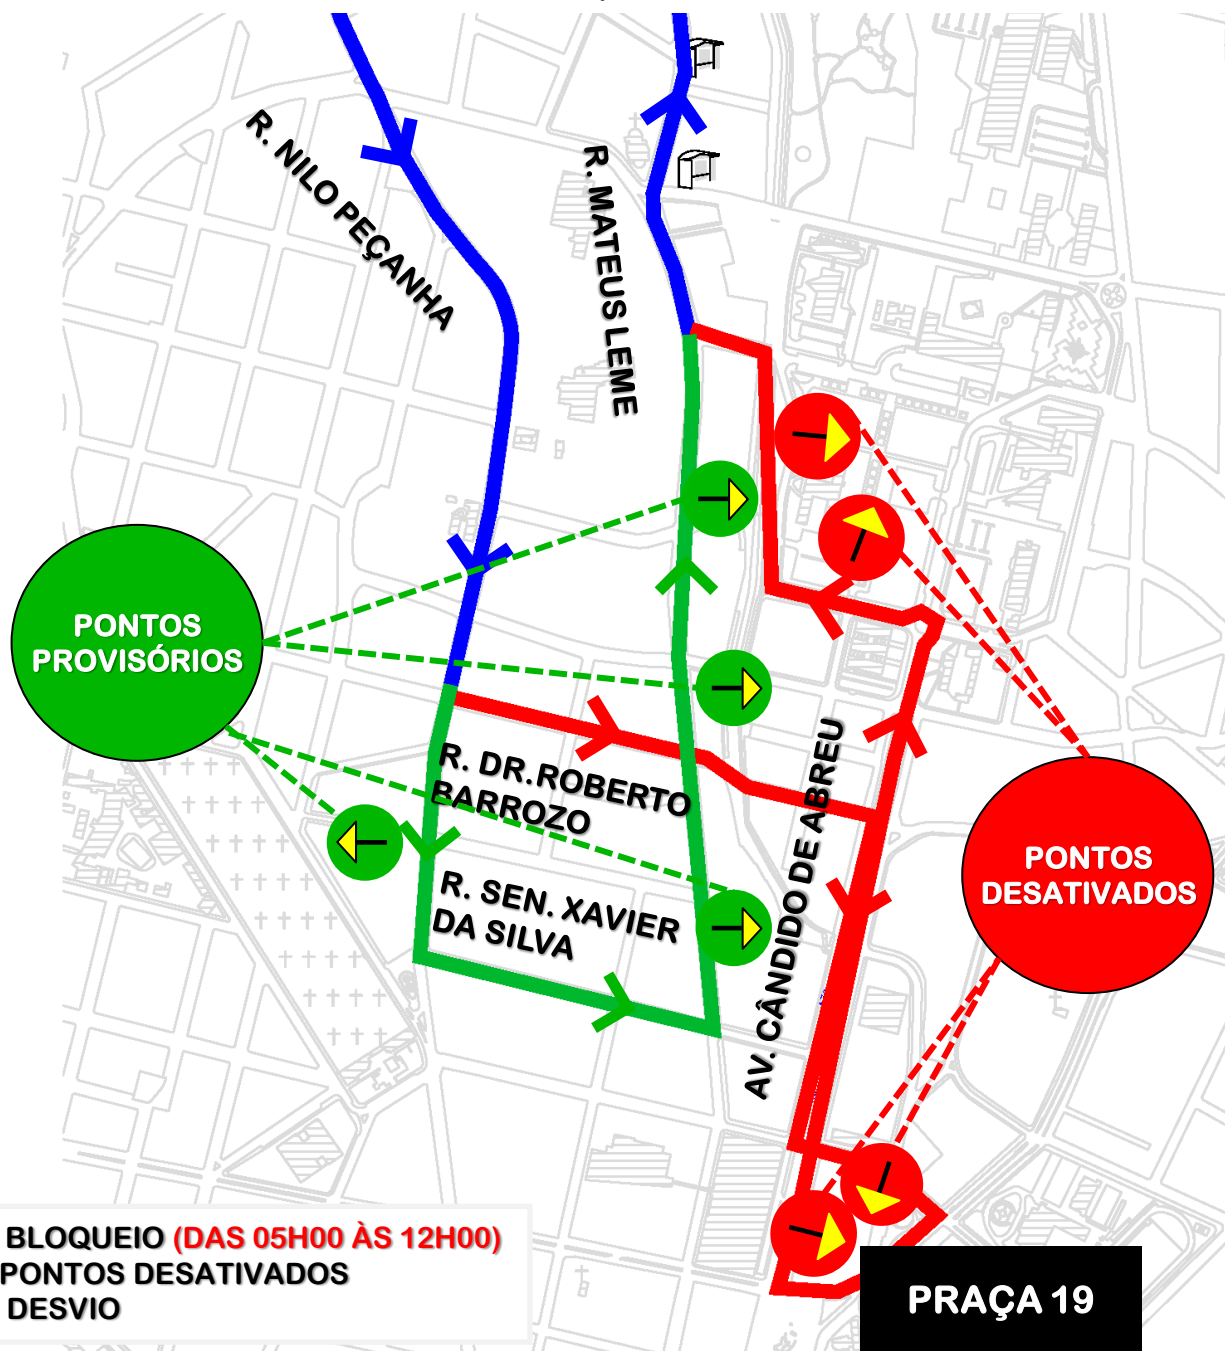 R. NILO PEÇANHA
R. MATEUS LEME
PONTOS
PROVISÓRIOS
R. DR.ROBERTO
BARROZO
R. SEN. XAVIER
DA SILVA
AV. CÂNDIDO DE ABREU
PONTOS
DESATIVADOS
BLOQUEIO (DAS 05H00 ÀS 12H00)
PONTOS DESATIVADOS
DESVIO
PRAÇA 19